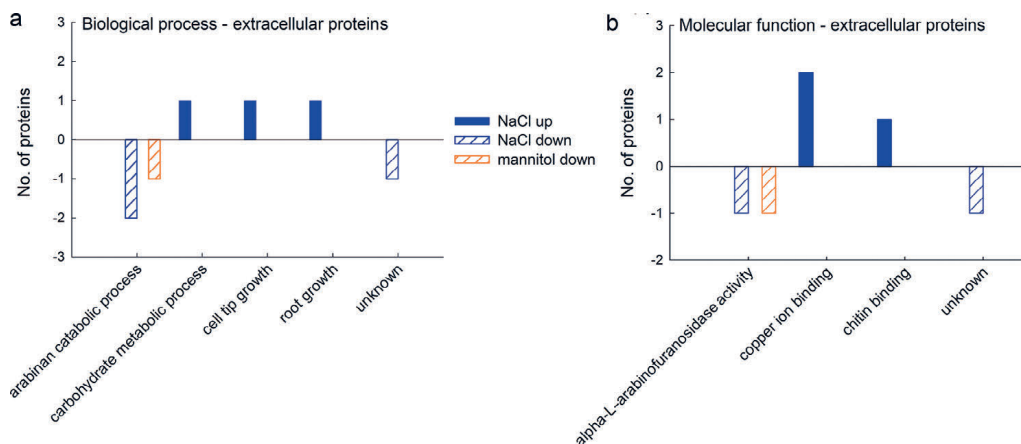 a
Biological process - extracellular proteins
No. of proteins
3
2
1
0
-1
-2
-3
arabinan catabolic process
carbohydrate metabolic process
cell tip growth
root growth
unknown
NaCl up
NaCl down
mannitol down
b
Molecular function - extracellular proteins
No. of proteins
3
2
1
0
-1
-2
alpha-L-arabinofuranosidase activity
copper ion binding
chitin binding
unknown